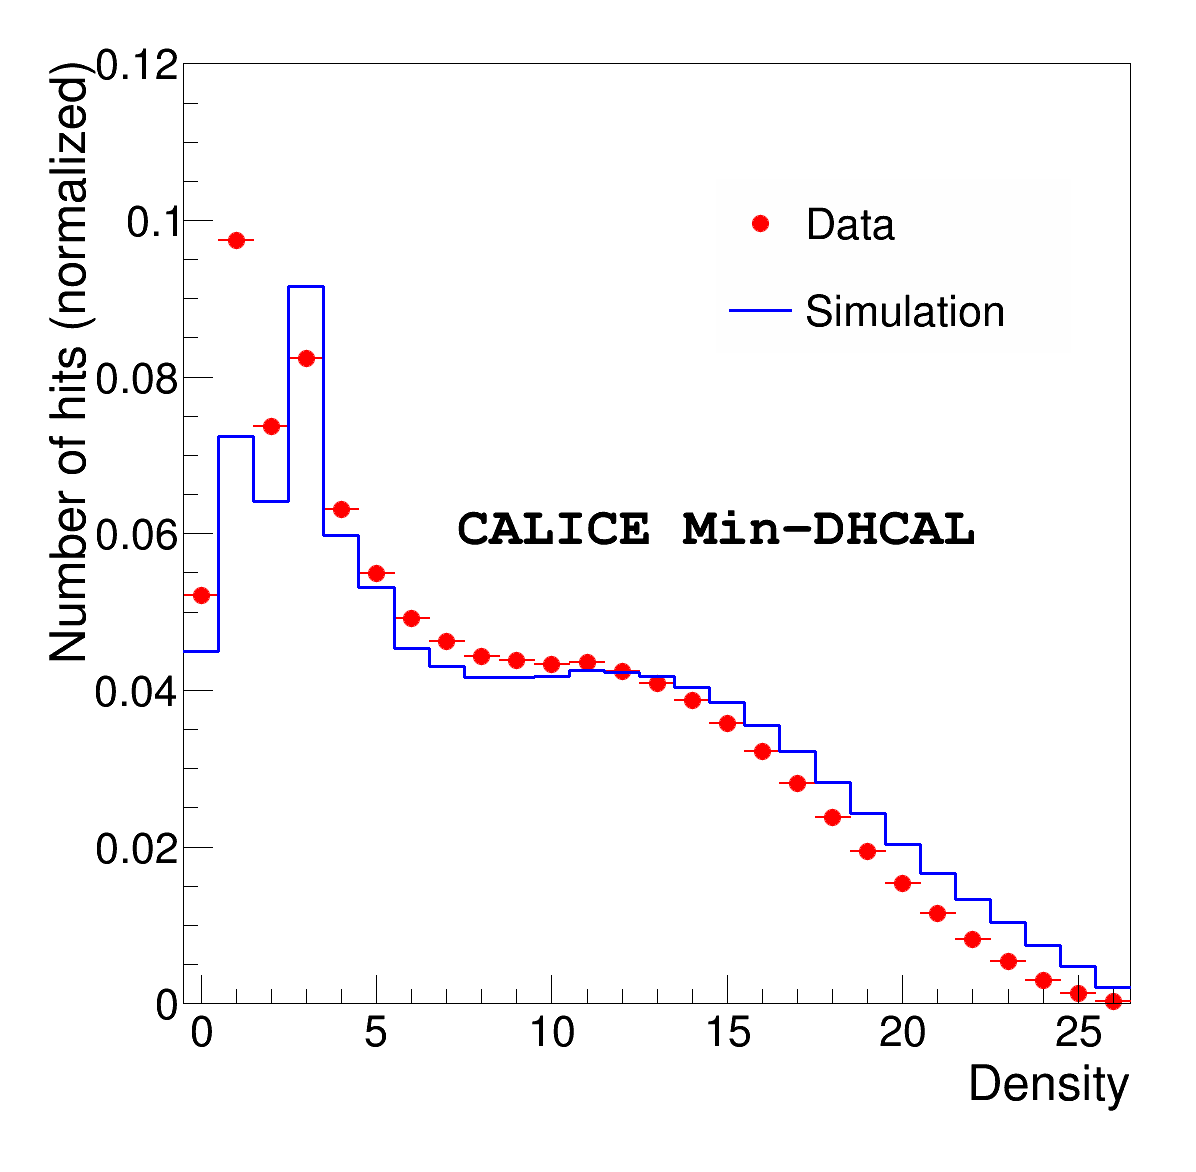 Number of hits (normalized)
0.12
0.1
0.08
0.06
0.04
0.02
0
Data
Simulation
CALICE Min-DHCAL
0 5 10 15 20 25
Density